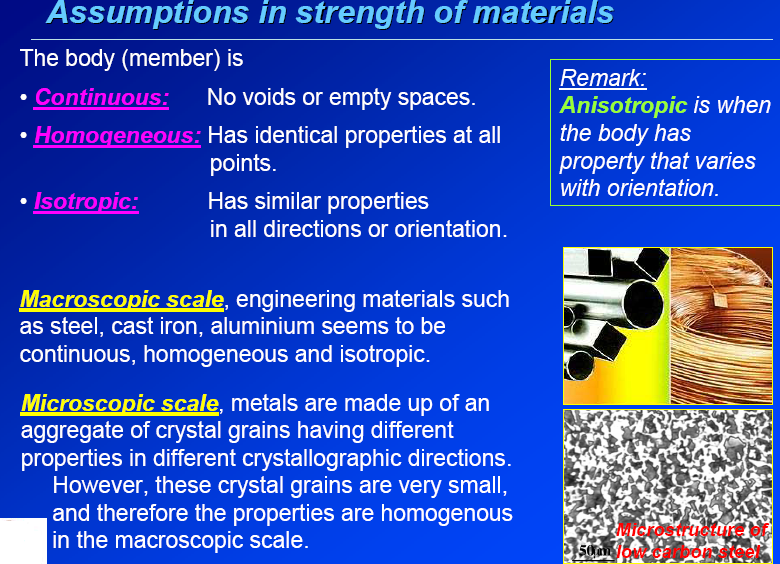 Assumptions in strength of materials
The body (member) is
• Continuous: No voids or empty spaces.
• Homogeneous: Has identical properties at all
points.
• Isotropic: Has similar properties
in all directions or orientation.
Remark:
Anisotropic is when
the body has
property that varies
with orientation.
Macroscopic scale, engineering materials such
as steel, cast iron, aluminium seems to be
continuous, homogeneous and isotropic.
Microscopic scale, metals are made up of an
aggregate of crystal grains having different
properties in different crystallographic directions.
However, these crystal grains are very small,
and therefore the properties are homogenous
in the macroscopic scale.
Microstructure of
low carbon steel
50µm